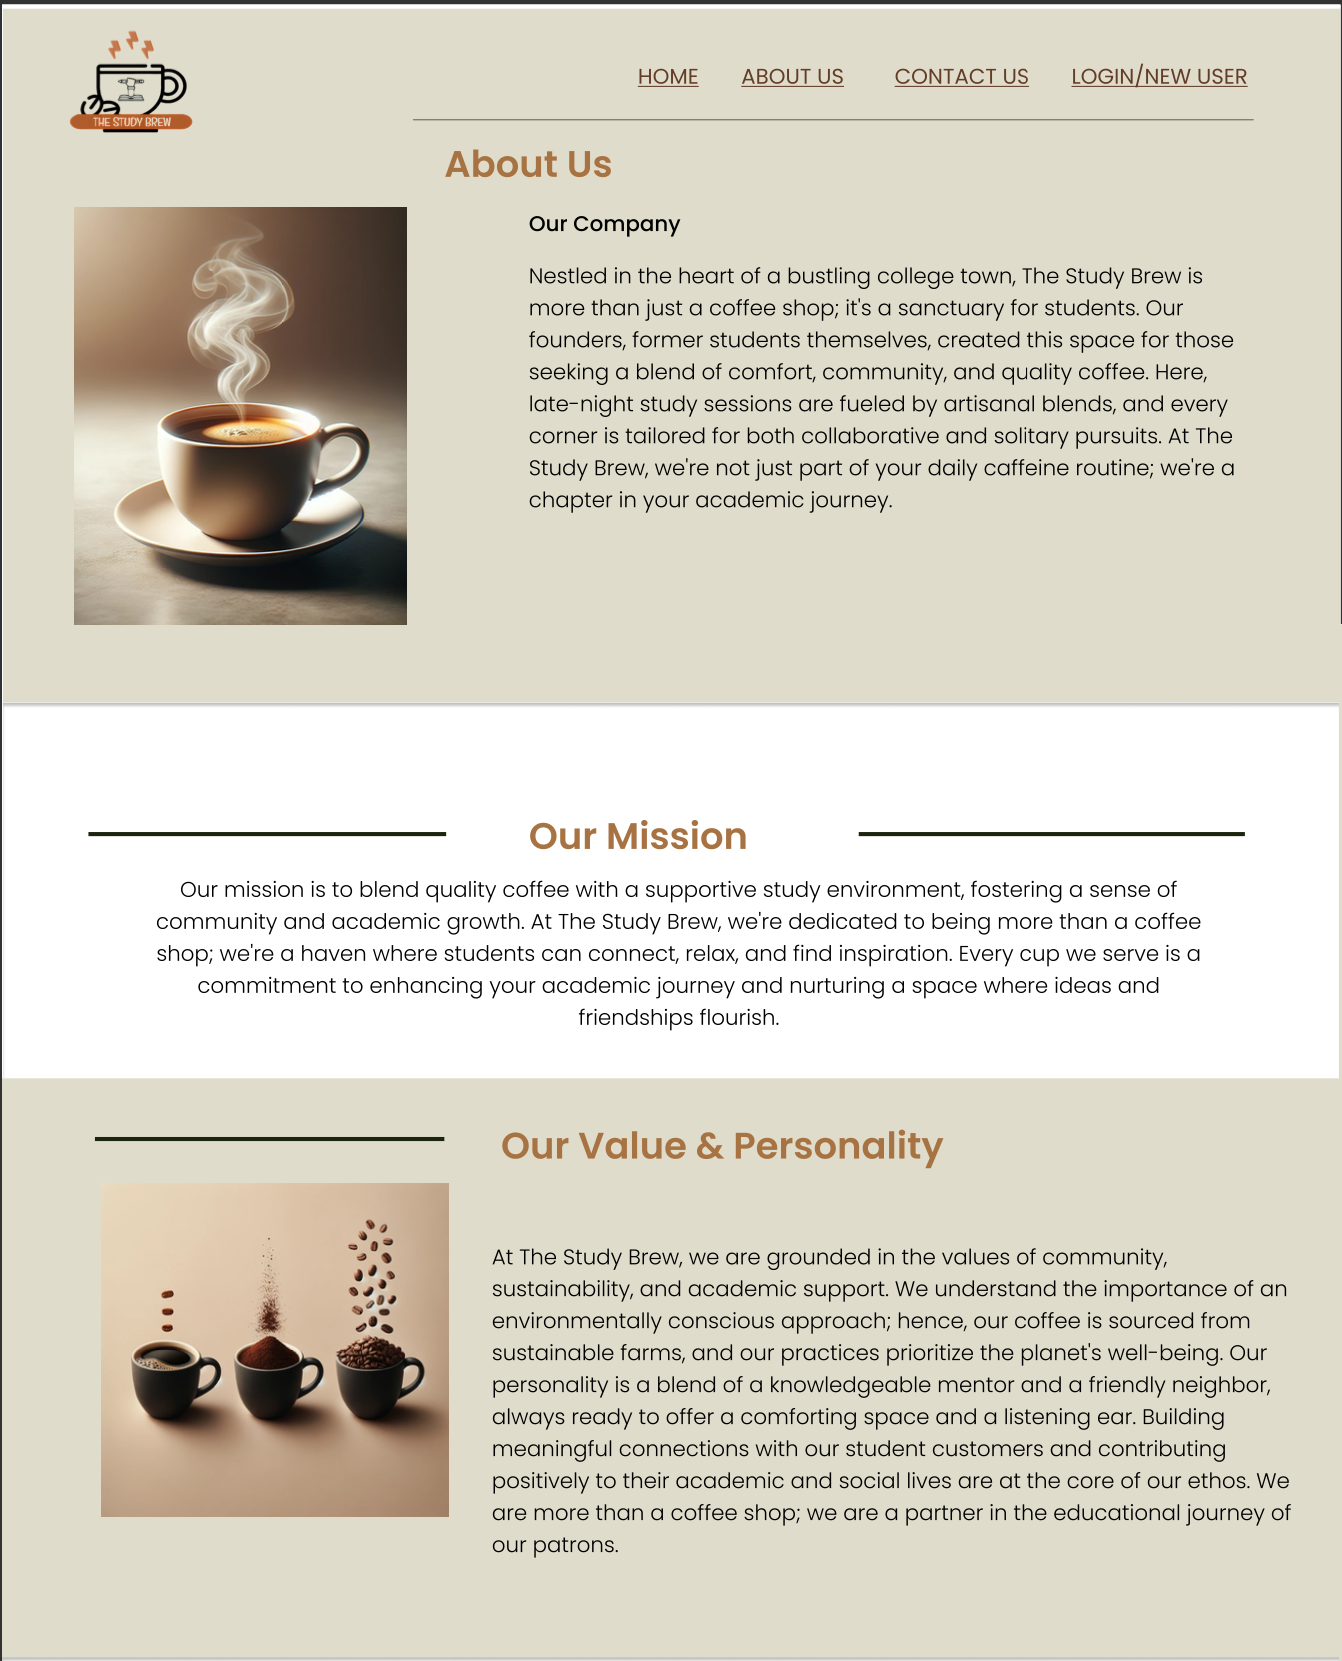 THE STUDY BREW
HOME ABOUT US CONTACT US LOGIN/NEW USER
About Us
Our Company
Nestled in the heart of a bustling college town, The Study Brew is
more than just a coffee shop; it's a sanctuary for students. Our
founders, former students themselves, created this space for those
seeking a blend of comfort, community, and quality coffee. Here,
late-night study sessions are fueled by artisanal blends, and every
corner is tailored for both collaborative and solitary pursuits. At The
Study Brew, we're not just part of your daily caffeine routine; we're a
chapter in your academic journey.
Our Mission
Our mission is to blend quality coffee with a supportive study environment, fostering a sense of
community and academic growth. At The Study Brew, we're dedicated to being more than a coffee
shop; we're a haven where students can connect, relax, and find inspiration. Every cup we serve is a
commitment to enhancing your academic journey and nurturing a space where ideas and
friendships flourish.
Our Value & Personality
At The Study Brew, we are grounded in the values of community,
sustainability, and academic support. We understand the importance of an
environmentally conscious approach; hence, our coffee is sourced from
sustainable farms, and our practices prioritize the planet's well-being. Our
personality is a blend of a knowledgeable mentor and a friendly neighbor,
always ready to offer a comforting space and a listening ear. Building
meaningful connections with our student customers and contributing
positively to their academic and social lives are at the core of our ethos. We
are more than a coffee shop; we are a partner in the educational journey of
our patrons.